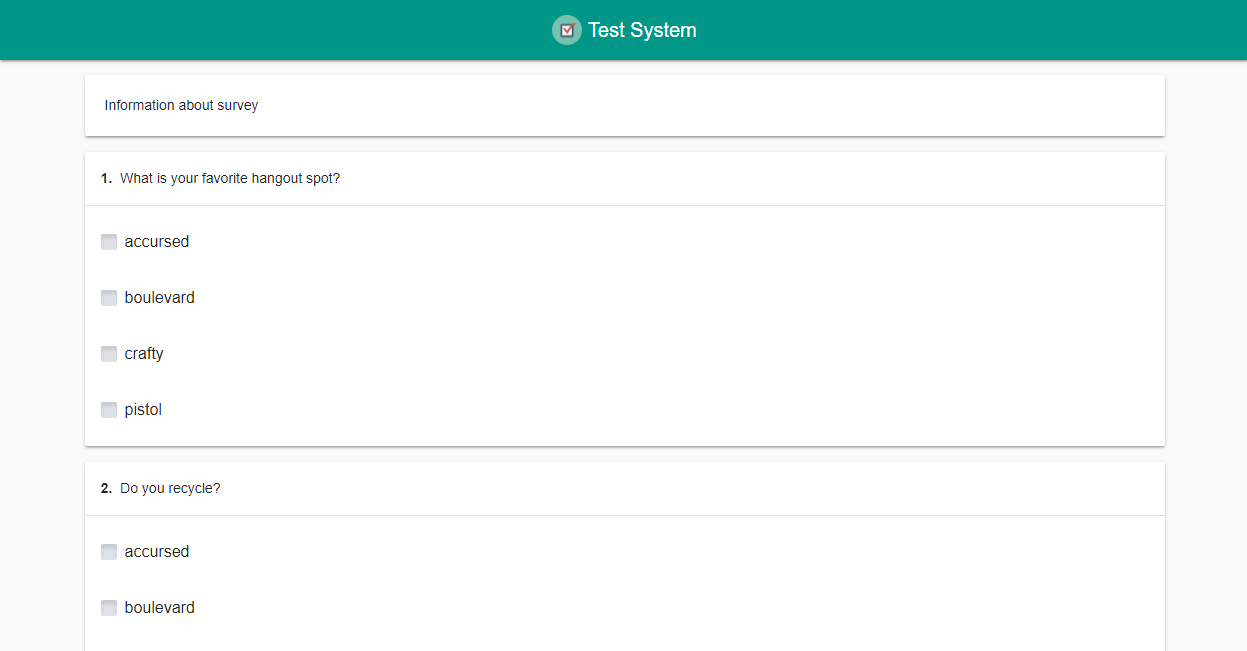 Test System
Information about survey
1. What is your favorite hangout spot?
accursed
boulevard
crafty
pistol
2. Do you recycle?
accursed
boulevard